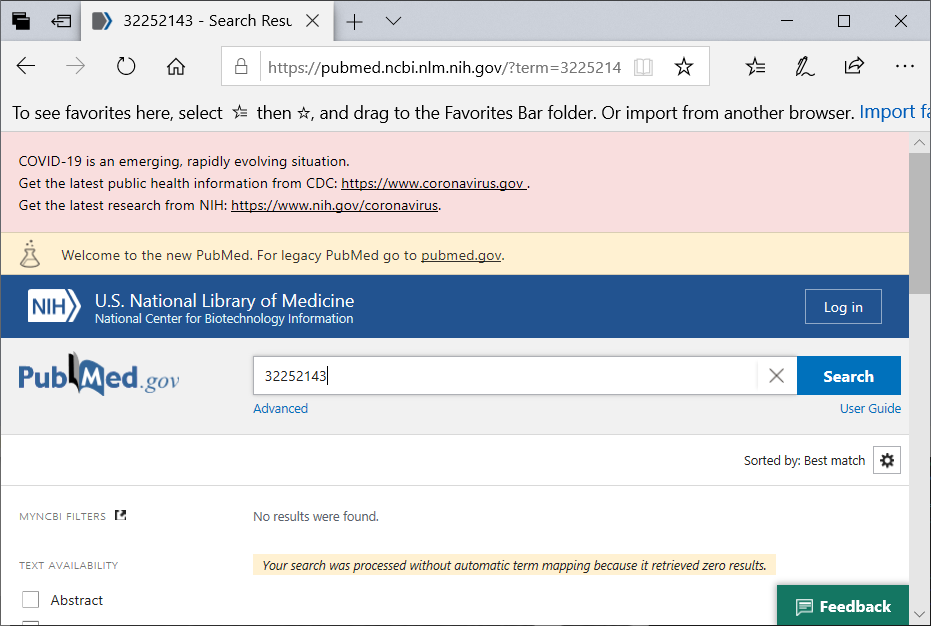 32252143 - Search Resu
https://pubmed.ncbi.nlm.nih.gov/?term=3225214
To see favorites here, select then , and drag to the Favorites Bar folder. Or import from another browser. Import fa
COVID-19 is an emerging, rapidly evolving situation.
Get the latest public health information from CDC: https://www.coronavirus.gov .
Get the latest research from NIH: https://www.nih.gov/coronavirus.
Welcome to the new PubMed. For legacy PubMed go to pubmed.gov.
NIH U.S. National Library of Medicine
National Center for Biotechnology Information
Log in
PubMed.gov
32252143
Search
Advanced
User Guide
Sorted by: Best match
MYNCBI FILTERS
No results were found.
TEXT AVAILABILITY
Your search was processed without automatic term mapping because it retrieved zero results.
Abstract
Feedback